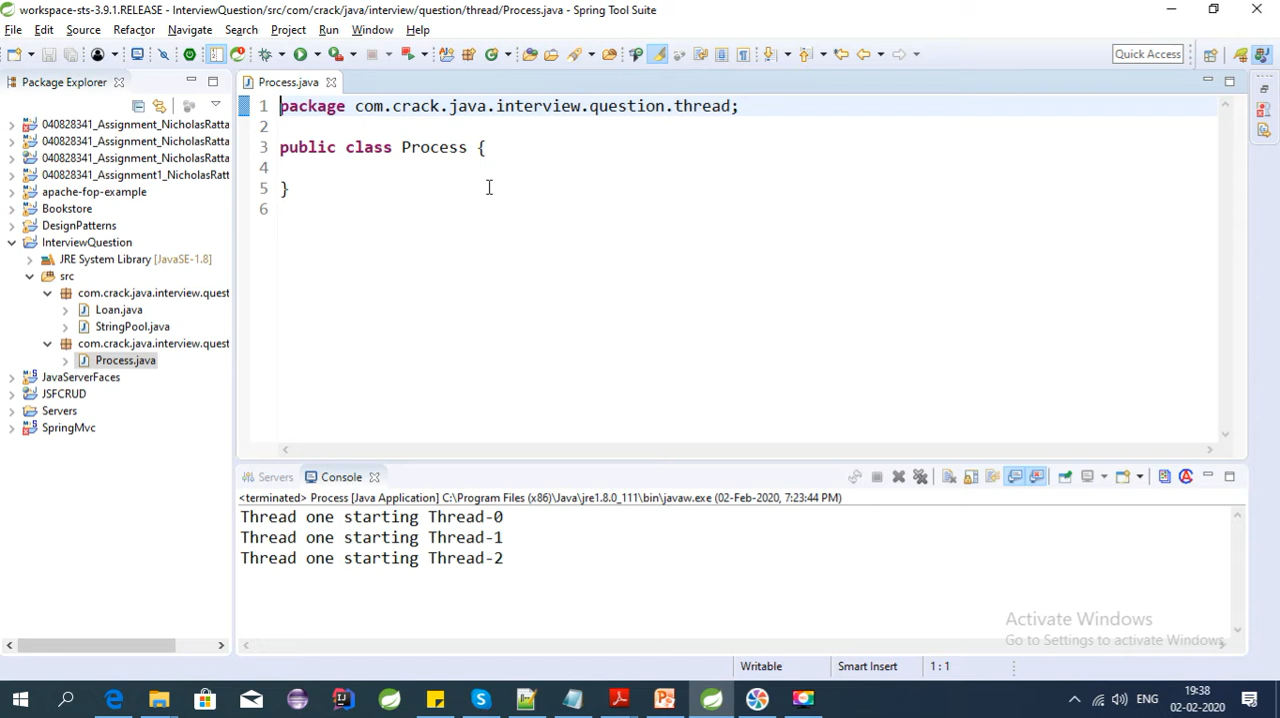 workspace-sts-3.9.1.RELEASE - InterviewQuestion/src/com/crack/java/interview/question/thread/Process.java - Spring Tool Suite
File Edit Source Refactor Navigate Search Project Run Window Help
Quick Access
Package Explorer
040828341_Assignment_NicholasRatta
040828341_Assignment_NicholasRatta
040828341_Assignment_NicholasRatta
040828341_Assignment1_NicholasRatta
apache-fop-example
Bookstore
DesignPatterns
InterviewQuestion
JRE System Library [JavaSE-1.8]
src
com.crack.java.interview.quest
Loan.java
StringPool.java
com.crack.java.interview.quest
Process.java
JavaServerFaces
JSFCRUD
Servers
SpringMvc
Process.java
1 package com.crack.java.interview.question.thread;
2
3 public class Process {
4
5 }
6
Servers Console
<terminated> Process [Java Application] C:\Program Files (x86)\Java\jre1.8.0_111\bin\javaw.exe (02-Feb-2020, 7:23:44 PM)
Thread one starting Thread-0
Thread one starting Thread-1
Thread one starting Thread-2
Activate Windows
Go to Settings to activate Windows.
Writable Smart Insert 1 : 1
ENG
19:38
02-02-2020